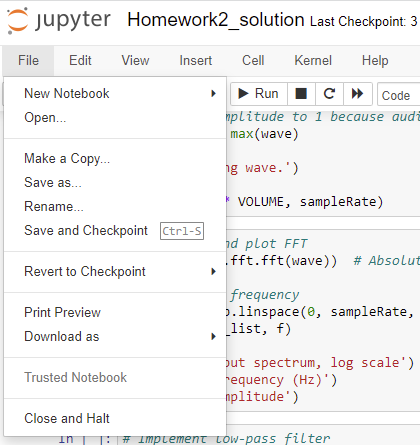 jupyter Homework2_solution Last Checkpoint: 3
File Edit View Insert Cell Kernel Help
New Notebook Run Code
Open... mplitude to 1 because audi
max(wave)
Make a Copy... ng wave.')
Save as...
Rename... * VOLUME, sampleRate)
Save and Checkpoint Ctrl-S
nd plot FFT
.fft.fft(wave)) # Absolut
Revert to Checkpoint
frequency
Print Preview p.linspace(0, sampleRate,
Download as _list, f)
Trusted Notebook put spectrum, log scale')
requency (Hz)')
mplitude')
Close and Halt
In [ ]: # Implement low-pass filter